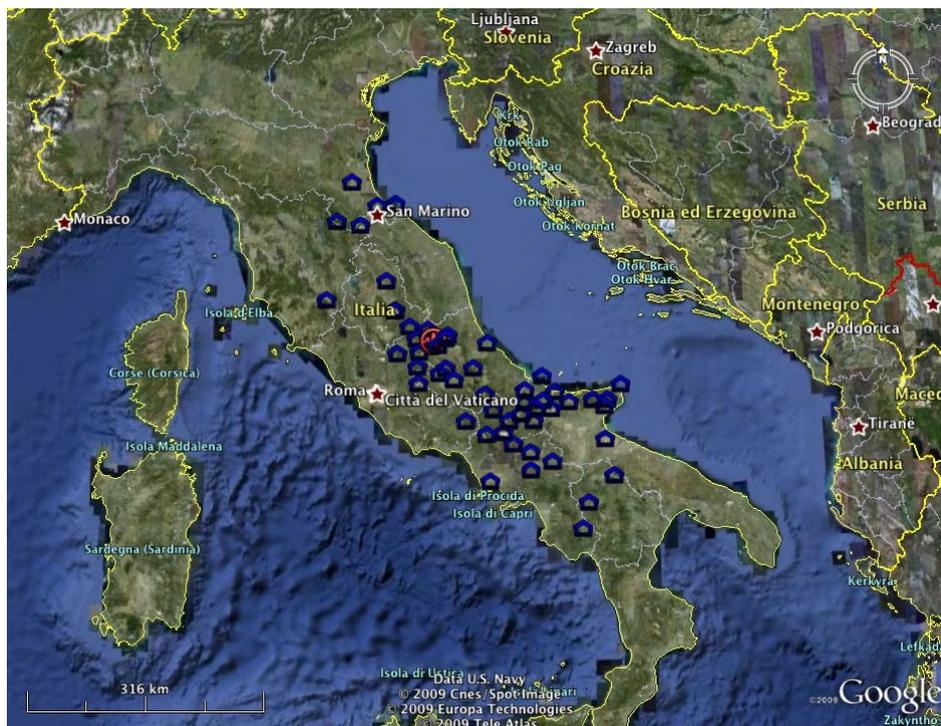 Ljubljana
Slovenia
Zagreb
Croazia
N
Beograd
Krk
Otok Rab
Otok Pag
Otok Ugljan
Otok Kornat
Bosnia ed Erzegovina
Serbia
Monaco
San Marino
Otok Brac
Otok Hvar
Isola d'Elba
Italia
Montenegro
Podgorica
Corse (Corsica)
Roma
Città del Vaticano
Maced
Tiranë
Isola Maddalena
Albania
Isola di Procida
Isola di Capri
Sardegna (Sardinia)
Kerkyra
Lefkad
Isola di Ustica
316 km
Data U.S. Navy
© 2009 Cnes/Spot Image
© 2009 Europa Technologies
© 2009 Tele Atlas
©2009 Google
Zakyntho